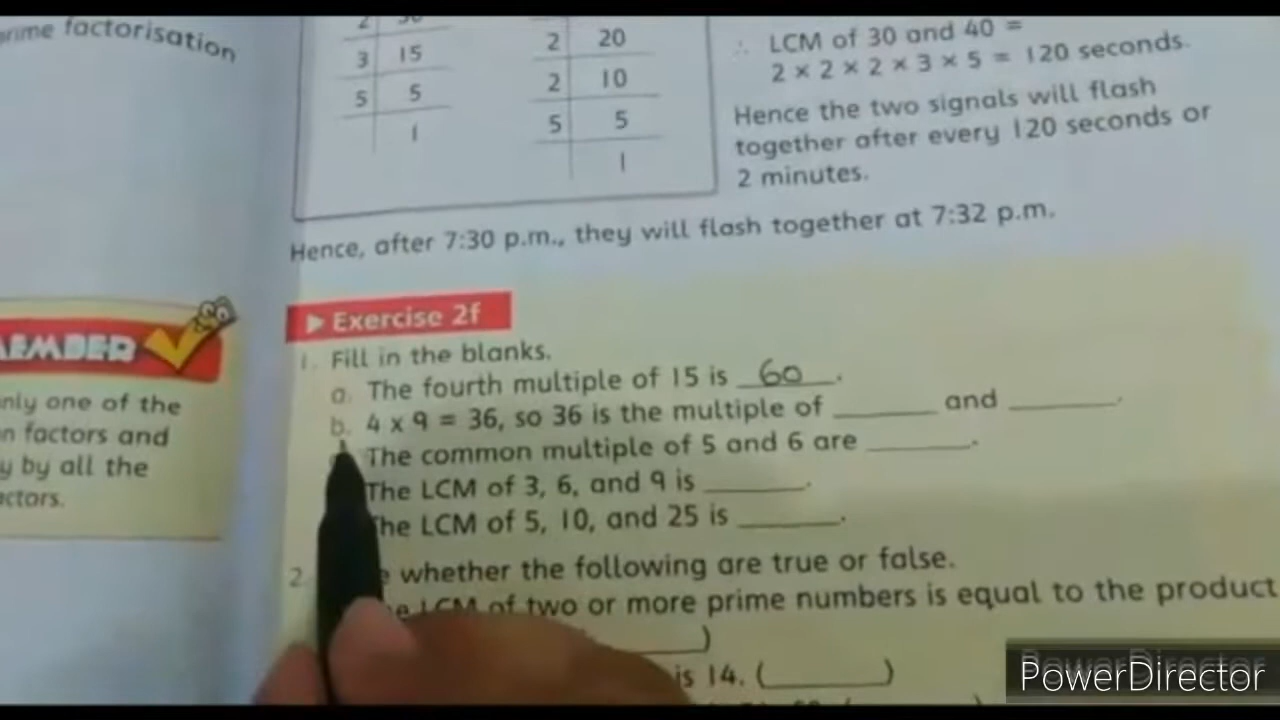 prime factorisation
2 30
3 15
5 5
1
2 20
2 10
5 5
1
∴ LCM of 30 and 40 =
2 × 2 × 2 × 3 × 5 = 120 seconds.
Hence the two signals will flash
together after every 120 seconds or
2 minutes.
Hence, after 7:30 p.m., they will flash together at 7:32 p.m.
only one of the
factors and
by all the
▶ Exercise 2f
1. Fill in the blanks.
a. The fourth multiple of 15 is 60.
b. 4 x 9 = 36, so 36 is the multiple of ______ and ______.
The common multiple of 5 and 6 are ______.
The LCM of 3, 6, and 9 is ______.
The LCM of 5, 10, and 25 is ______.
2. whether the following are true or false.
LCM of two or more prime numbers is equal to the product
______)
is 14. (______)
PowerDirector